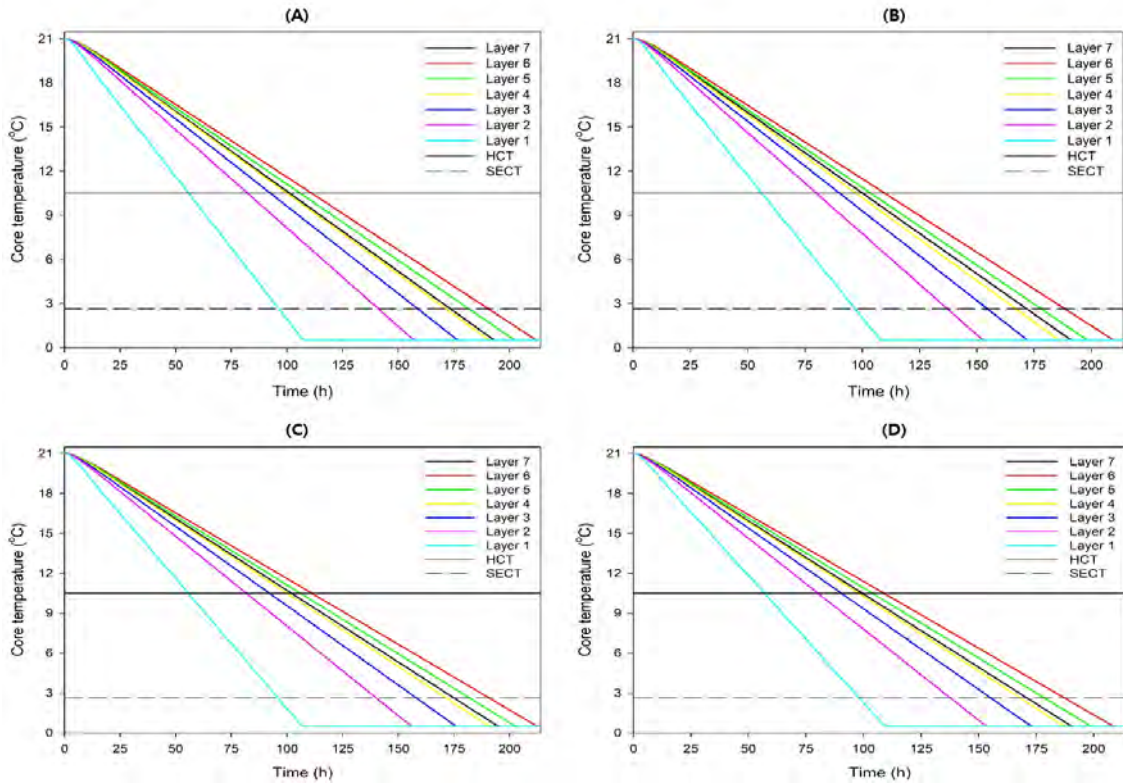 (A)
Core temperature (°C)
21
18
15
12
9
6
3
0
Layer 7
Layer 6
Layer 5
Layer 4
Layer 3
Layer 2
Layer 1
HCT
SECT
0 25 50 75 100 125 150 175 200
Time (h)
(B)
Core temperature (°C)
21
18
15
12
9
6
3
0
Layer 7
Layer 6
Layer 5
Layer 4
Layer 3
Layer 2
Layer 1
HCT
SECT
0 25 50 75 100 125 150 175 200
Time (h)
(C)
Core temperature (°C)
21
18
15
12
9
6
3
0
Layer 7
Layer 6
Layer 5
Layer 4
Layer 3
Layer 2
Layer 1
HCT
SECT
0 25 50 75 100 125 150 175 200
Time (h)
(D)
Core temperature (°C)
21
18
15
12
9
6
3
0
Layer 7
Layer 6
Layer 5
Layer 4
Layer 3
Layer 2
Layer 1
HCT
SECT
0 25 50 75 100 125 150 175 200
Time (h)